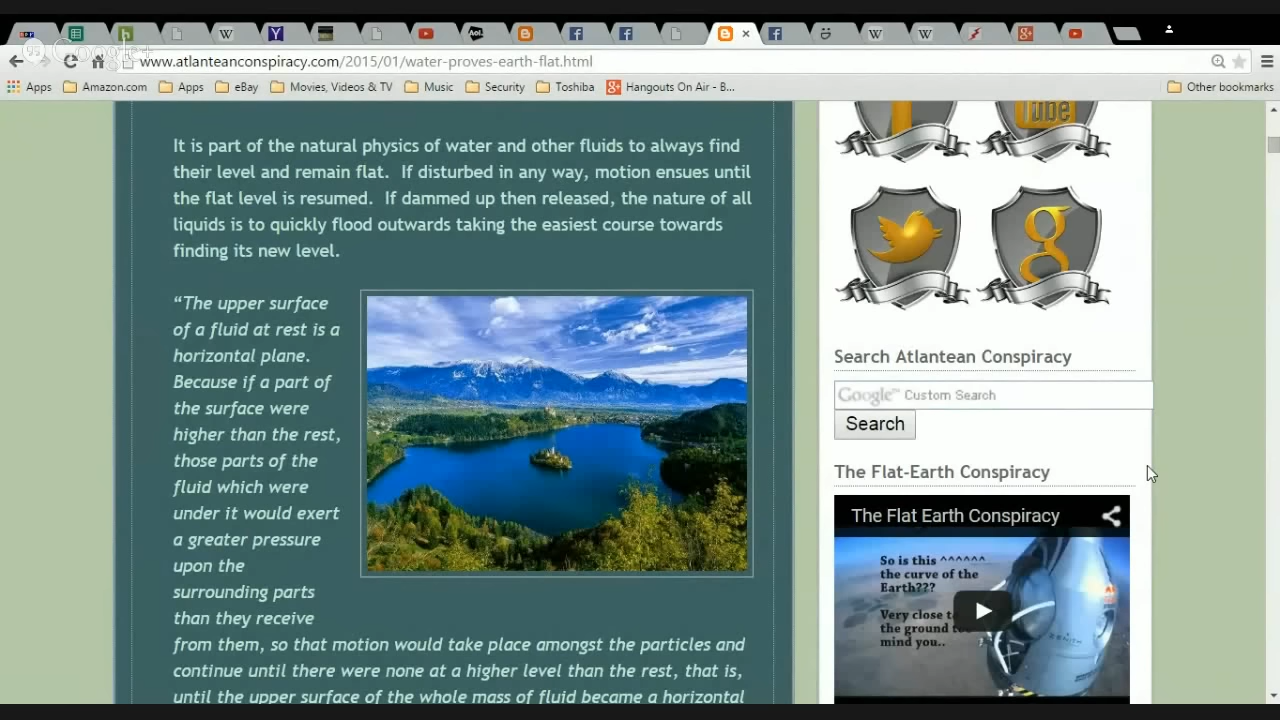 Google+
www.atlanteanconspiracy.com/2015/01/water-proves-earth-flat.html
Apps
Amazon.com
Apps
eBay
Movies, Videos & TV
Music
Security
Toshiba
Hangouts On Air - B...
Other bookmarks
It is part of the natural physics of water and other fluids to always find
their level and remain flat. If disturbed in any way, motion ensues until
the flat level is resumed. If dammed up then released, the nature of all
liquids is to quickly flood outwards taking the easiest course towards
finding its new level.
“The upper surface
of a fluid at rest is a
horizontal plane.
Because if a part of
the surface were
higher than the rest,
those parts of the
fluid which were
under it would exert
a greater pressure
upon the
surrounding parts
than they receive
from them, so that motion would take place amongst the particles and
continue until there were none at a higher level than the rest, that is,
until the upper surface of the whole mass of fluid became a horizontal
Tube
Search Atlantean Conspiracy
Google™ Custom Search
Search
The Flat-Earth Conspiracy
The Flat Earth Conspiracy
So is this ^^^^^^
the curve of the
Earth???
Very close to
the ground
mind you..
ZENITH